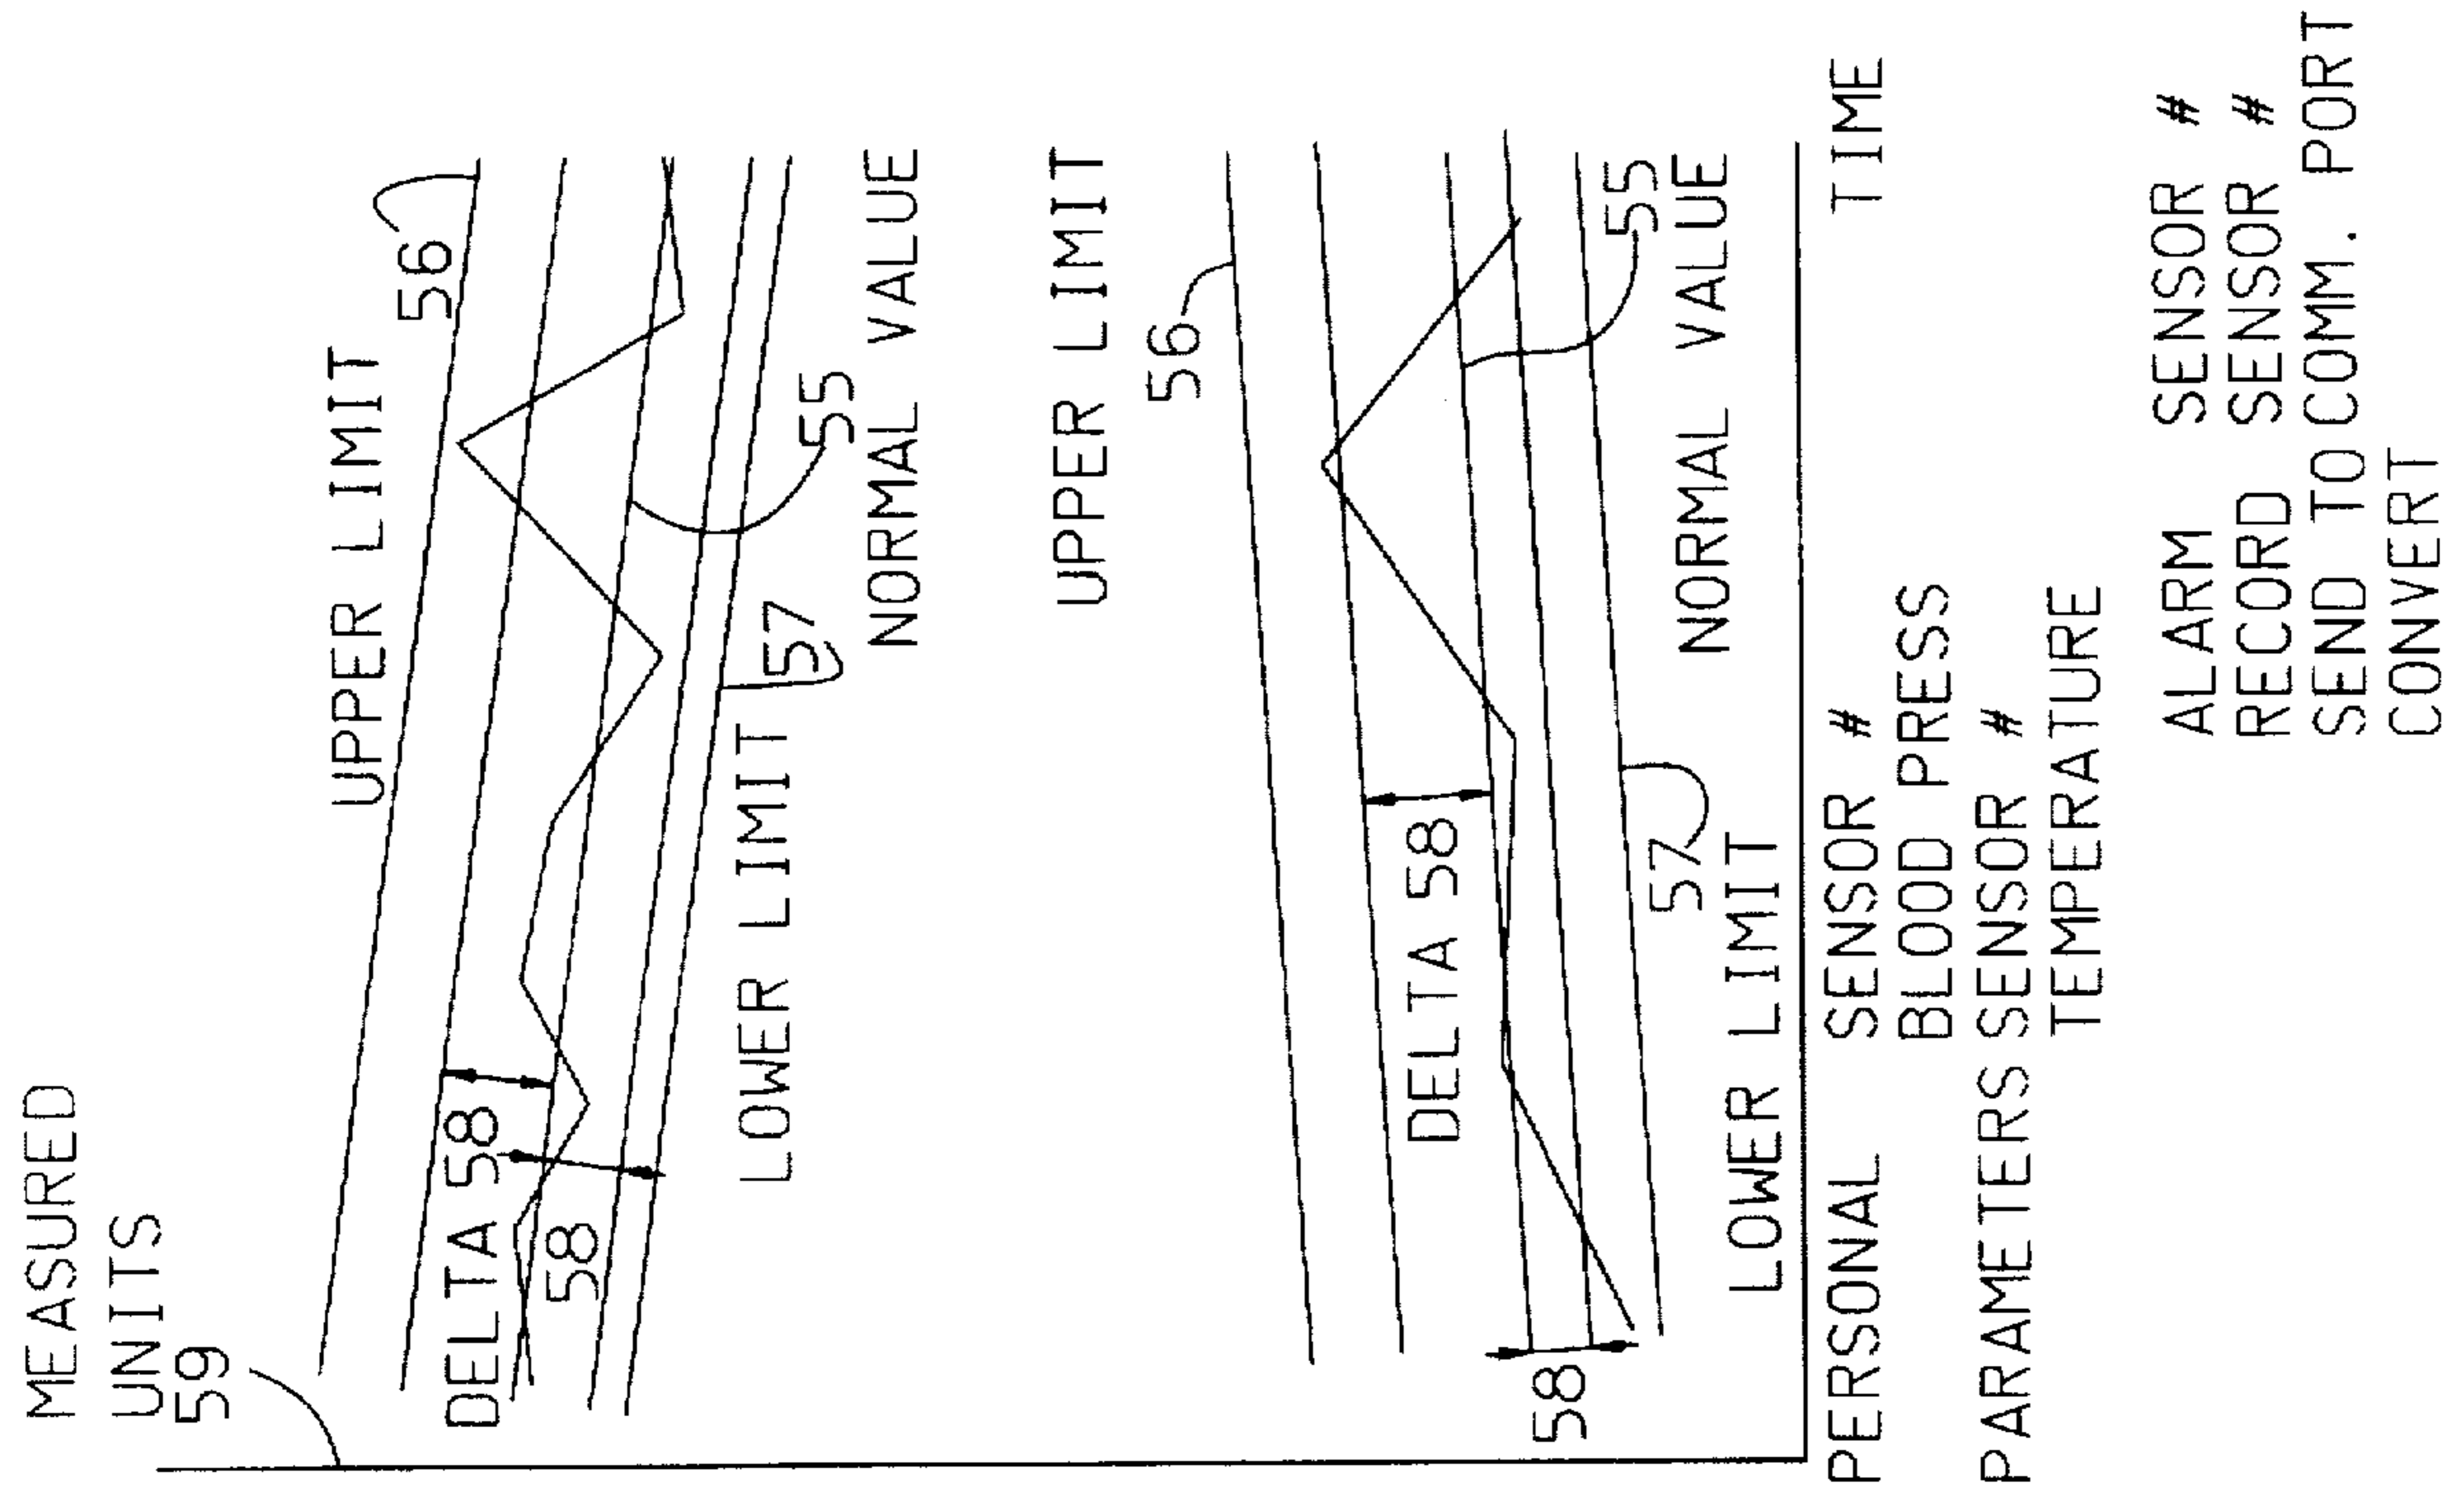 MEASURED
UNITS
59
UPPER LIMIT
56
DELTA 58
58
LOWER LIMIT
57
55
NORMAL VALUE
UPPER LIMIT
56
DELTA 58
58
57
55
NORMAL VALUE
LOWER LIMIT
TIME
PERSONAL SENSOR #
BLOOD PRESS
PARAMETERS SENSOR #
TEMPERATURE
ALARM SENSOR #
RECORD SENSOR #
SEND TO COMM. PORT
CONVERT